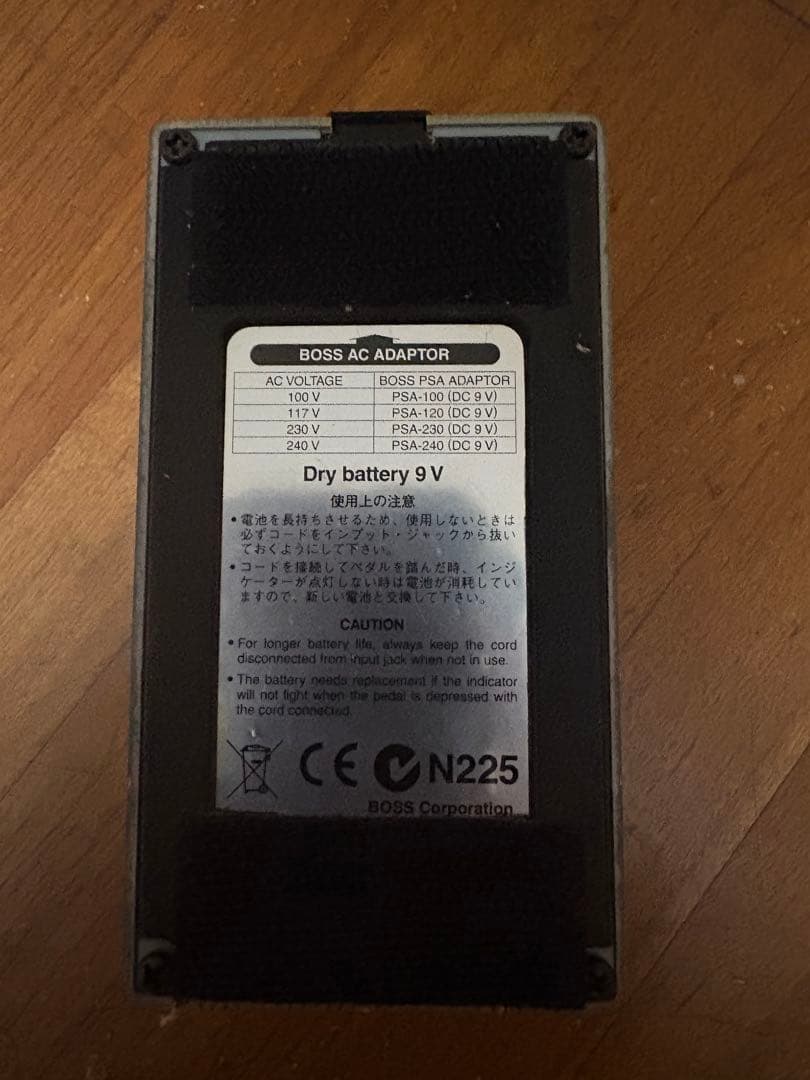 BOSS AC ADAPTOR
AC VOLTAGE BOSS PSA ADAPTOR
100 V PSA-100 (DC 9 V)
117 V PSA-120 (DC 9 V)
230 V PSA-230 (DC 9 V)
240 V PSA-240 (DC 9 V)
Dry battery 9 V
使用上の注意
• 電池を長持ちさせるため、使用しないときは
必ずコードをインプット・ジャックから抜い
ておくようにして下さい。
• コードを接続してペダルを踏んだ時、インジ
ケーターが点灯しない時は電池が消耗してい
ますので、新しい電池と交換して下さい。
CAUTION
• For longer battery life, always keep the cord
disconnected from input jack when not in use.
• The battery needs replacement if the indicator
will not light when the pedal is depressed with
the cord connected.
CE N225
BOSS Corporation